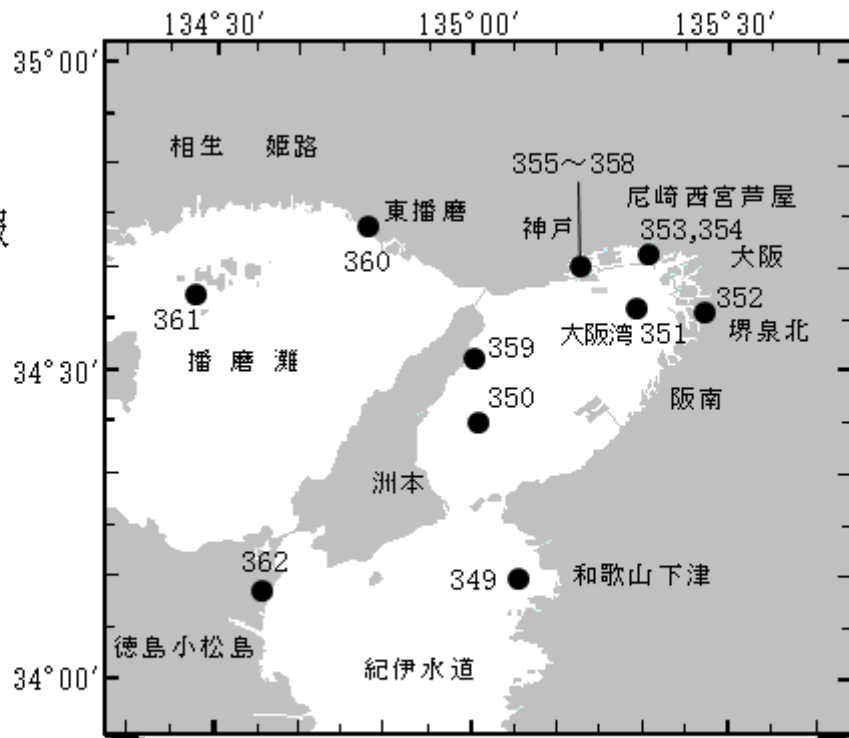 134°30′ 135°00′ 135°30′
35°00′
相生 姫路
355～358
尼崎西宮芦屋
東播磨
神戸
353,354
大阪
360
361
352
大阪湾 351
堺泉北
播磨灘
359
34°30′
350
阪南
洲本
362
349
和歌山下津
徳島小松島
紀伊水道
34°00′